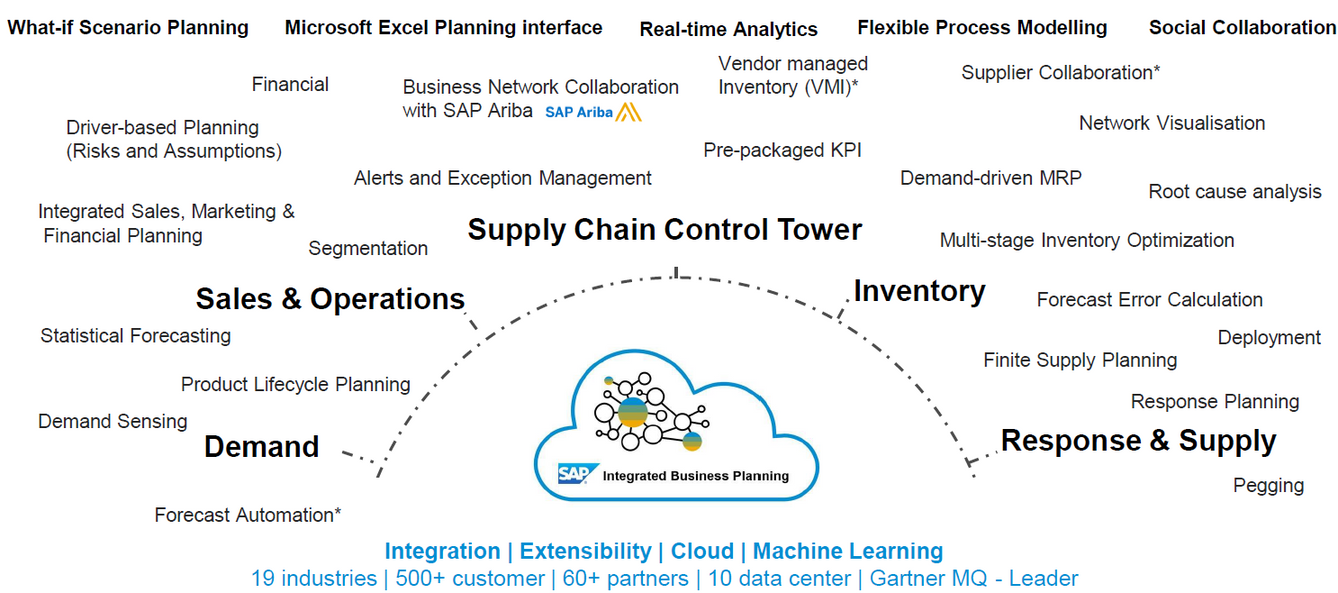 What-if Scenario Planning
Microsoft Excel Planning interface
Real-time Analytics
Flexible Process Modelling
Social Collaboration
Financial
Business Network Collaboration
with SAP Ariba SAP Ariba
Vendor managed
Inventory (VMI)*
Supplier Collaboration*
Driver-based Planning
(Risks and Assumptions)
Network Visualisation
Pre-packaged KPI
Alerts and Exception Management
Demand-driven MRP
Root cause analysis
Integrated Sales, Marketing &
Financial Planning
Segmentation
Supply Chain Control Tower
Multi-stage Inventory Optimization
Sales & Operations
Inventory
Forecast Error Calculation
Statistical Forecasting
Deployment
Finite Supply Planning
Product Lifecycle Planning
Response Planning
Demand Sensing
Demand
Response & Supply
SAP Integrated Business Planning
Pegging
Forecast Automation*
Integration | Extensibility | Cloud | Machine Learning
19 industries | 500+ customer | 60+ partners | 10 data center | Gartner MQ - Leader